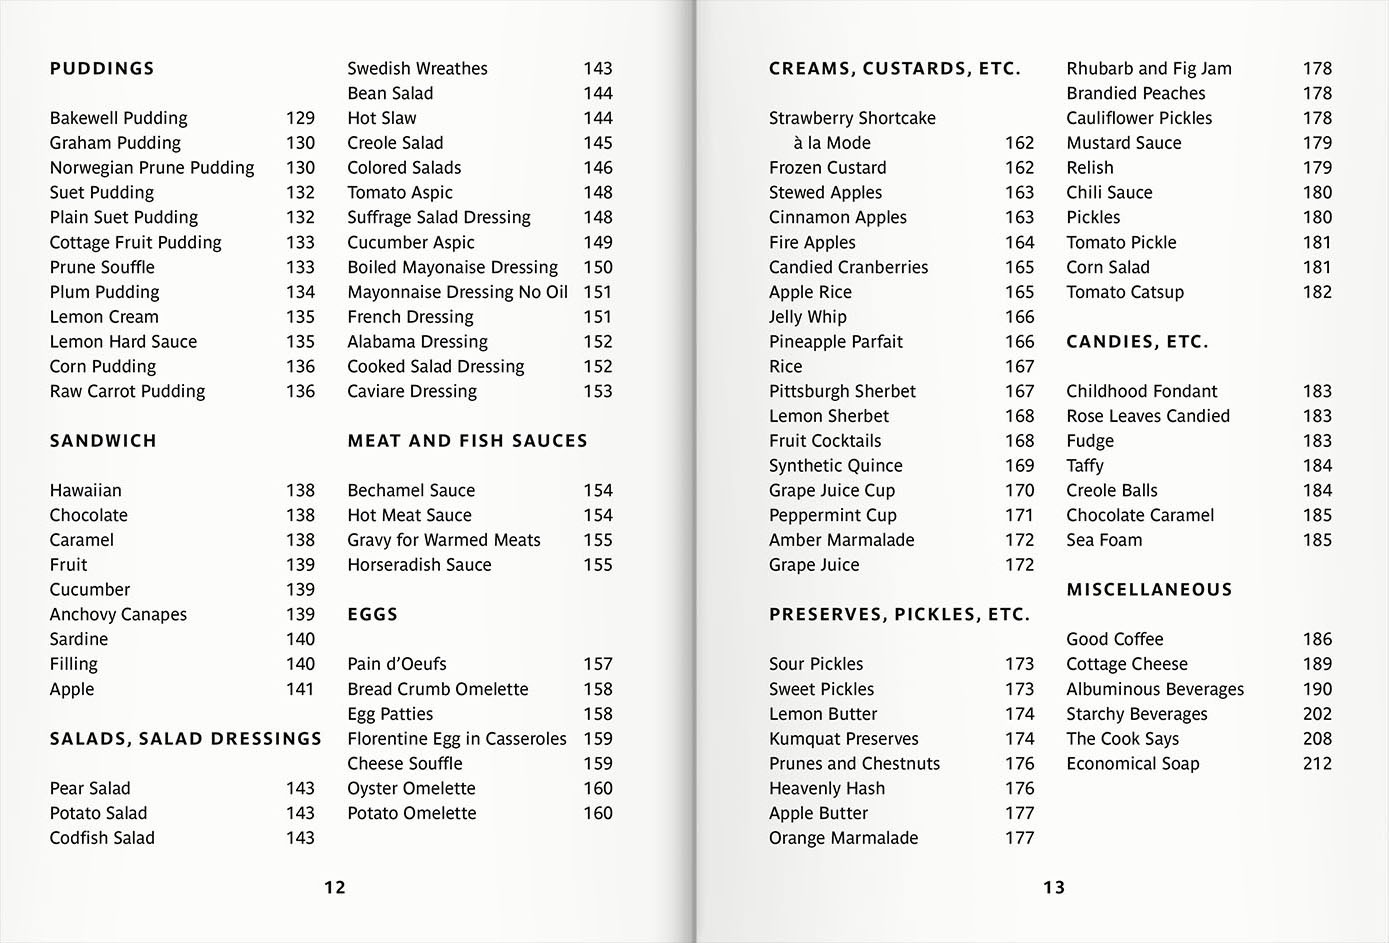 PUDDINGS
Bakewell Pudding 129
Graham Pudding 130
Norwegian Prune Pudding 130
Suet Pudding 132
Plain Suet Pudding 132
Cottage Fruit Pudding 133
Prune Souffle 133
Plum Pudding 134
Lemon Cream 135
Lemon Hard Sauce 135
Corn Pudding 136
Raw Carrot Pudding 136
SANDWICH
Hawaiian 138
Chocolate 138
Caramel 138
Fruit 139
Cucumber 139
Anchovy Canapes 139
Sardine 140
Filling 140
Apple 141
SALADS, SALAD DRESSINGS
Pear Salad 143
Potato Salad 143
Codfish Salad 143
Swedish Wreathes 143
Bean Salad 144
Hot Slaw 144
Creole Salad 145
Colored Salads 146
Tomato Aspic 148
Suffrage Salad Dressing 148
Cucumber Aspic 149
Boiled Mayonaise Dressing 150
Mayonnaise Dressing No Oil 151
French Dressing 151
Alabama Dressing 152
Cooked Salad Dressing 152
Caviare Dressing 153
MEAT AND FISH SAUCES
Bechamel Sauce 154
Hot Meat Sauce 154
Gravy for Warmed Meats 155
Horseradish Sauce 155
EGGS
Pain d’Oeufs 157
Bread Crumb Omelette 158
Egg Patties 158
Florentine Egg in Casseroles 159
Cheese Souffle 159
Oyster Omelette 160
Potato Omelette 160
12
CREAMS, CUSTARDS, ETC.
Strawberry Shortcake
à la Mode 162
Frozen Custard 162
Stewed Apples 163
Cinnamon Apples 163
Fire Apples 164
Candied Cranberries 165
Apple Rice 165
Jelly Whip 166
Pineapple Parfait 166
Rice 167
Pittsburgh Sherbet 167
Lemon Sherbet 168
Fruit Cocktails 168
Synthetic Quince 169
Grape Juice Cup 170
Peppermint Cup 171
Amber Marmalade 172
Grape Juice 172
PRESERVES, PICKLES, ETC.
Sour Pickles 173
Sweet Pickles 173
Lemon Butter 174
Kumquat Preserves 174
Prunes and Chestnuts 176
Heavenly Hash 176
Apple Butter 177
Orange Marmalade 177
Rhubarb and Fig Jam 178
Brandied Peaches 178
Cauliflower Pickles 178
Mustard Sauce 179
Relish 179
Chili Sauce 180
Pickles 180
Tomato Pickle 181
Corn Salad 181
Tomato Catsup 182
CANDIES, ETC.
Childhood Fondant 183
Rose Leaves Candied 183
Fudge 183
Taffy 184
Creole Balls 184
Chocolate Caramel 185
Sea Foam 185
MISCELLANEOUS
Good Coffee 186
Cottage Cheese 189
Albuminous Beverages 190
Starchy Beverages 202
The Cook Says 208
Economical Soap 212
13